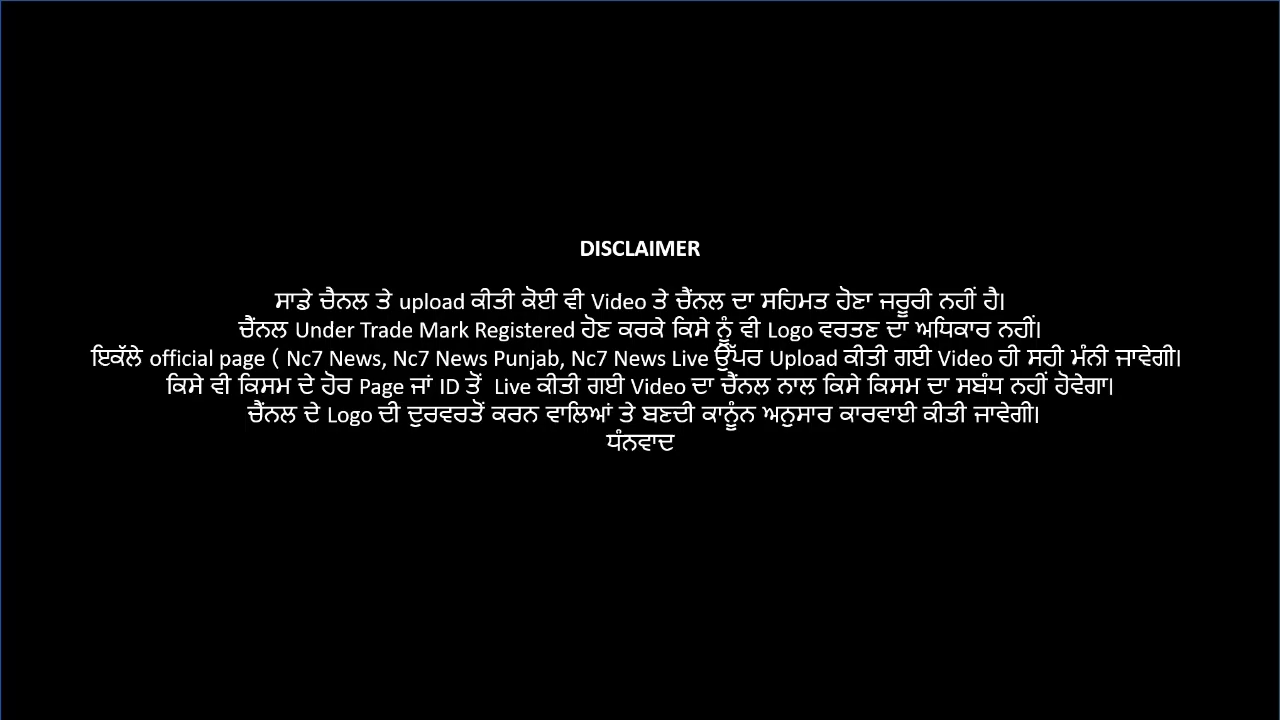 DISCLAIMER
ਸਾਡੇ ਚੈਨਲ ਤੇ upload ਕੀਤੀ ਕੋਈ ਵੀ Video ਤੇ ਚੈਂਨਲ ਦਾ ਸਹਿਮਤ ਹੋਣਾ ਜਰੂਰੀ ਨਹੀਂ ਹੈ।
ਚੈਂਨਲ Under Trade Mark Registered ਹੋਣ ਕਰਕੇ ਕਿਸੇ ਨੂੰ ਵੀ Logo ਵਰਤਣ ਦਾ ਅਧਿਕਾਰ ਨਹੀਂ।
ਇਕੱਲੇ official page ( Nc7 News, Nc7 News Punjab, Nc7 News Live ਉੱਪਰ Upload ਕੀਤੀ ਗਈ Video ਹੀ ਸਹੀ ਮੰਨੀ ਜਾਵੇਗੀ।
ਕਿਸੇ ਵੀ ਕਿਸਮ ਦੇ ਹੋਰ Page ਜਾਂ ID ਤੋਂ Live ਕੀਤੀ ਗਈ Video ਦਾ ਚੈਂਨਲ ਨਾਲ ਕਿਸੇ ਕਿਸਮ ਦਾ ਸਬੰਧ ਨਹੀਂ ਹੋਵੇਗਾ।
ਚੈਂਨਲ ਦੇ Logo ਦੀ ਦੁਰਵਰਤੋਂ ਕਰਨ ਵਾਲਿਆਂ ਤੇ ਬਣਦੀ ਕਾਨੂੰਨ ਅਨੁਸਾਰ ਕਾਰਵਾਈ ਕੀਤੀ ਜਾਵੇਗੀ।
ਧੰਨਵਾਦ